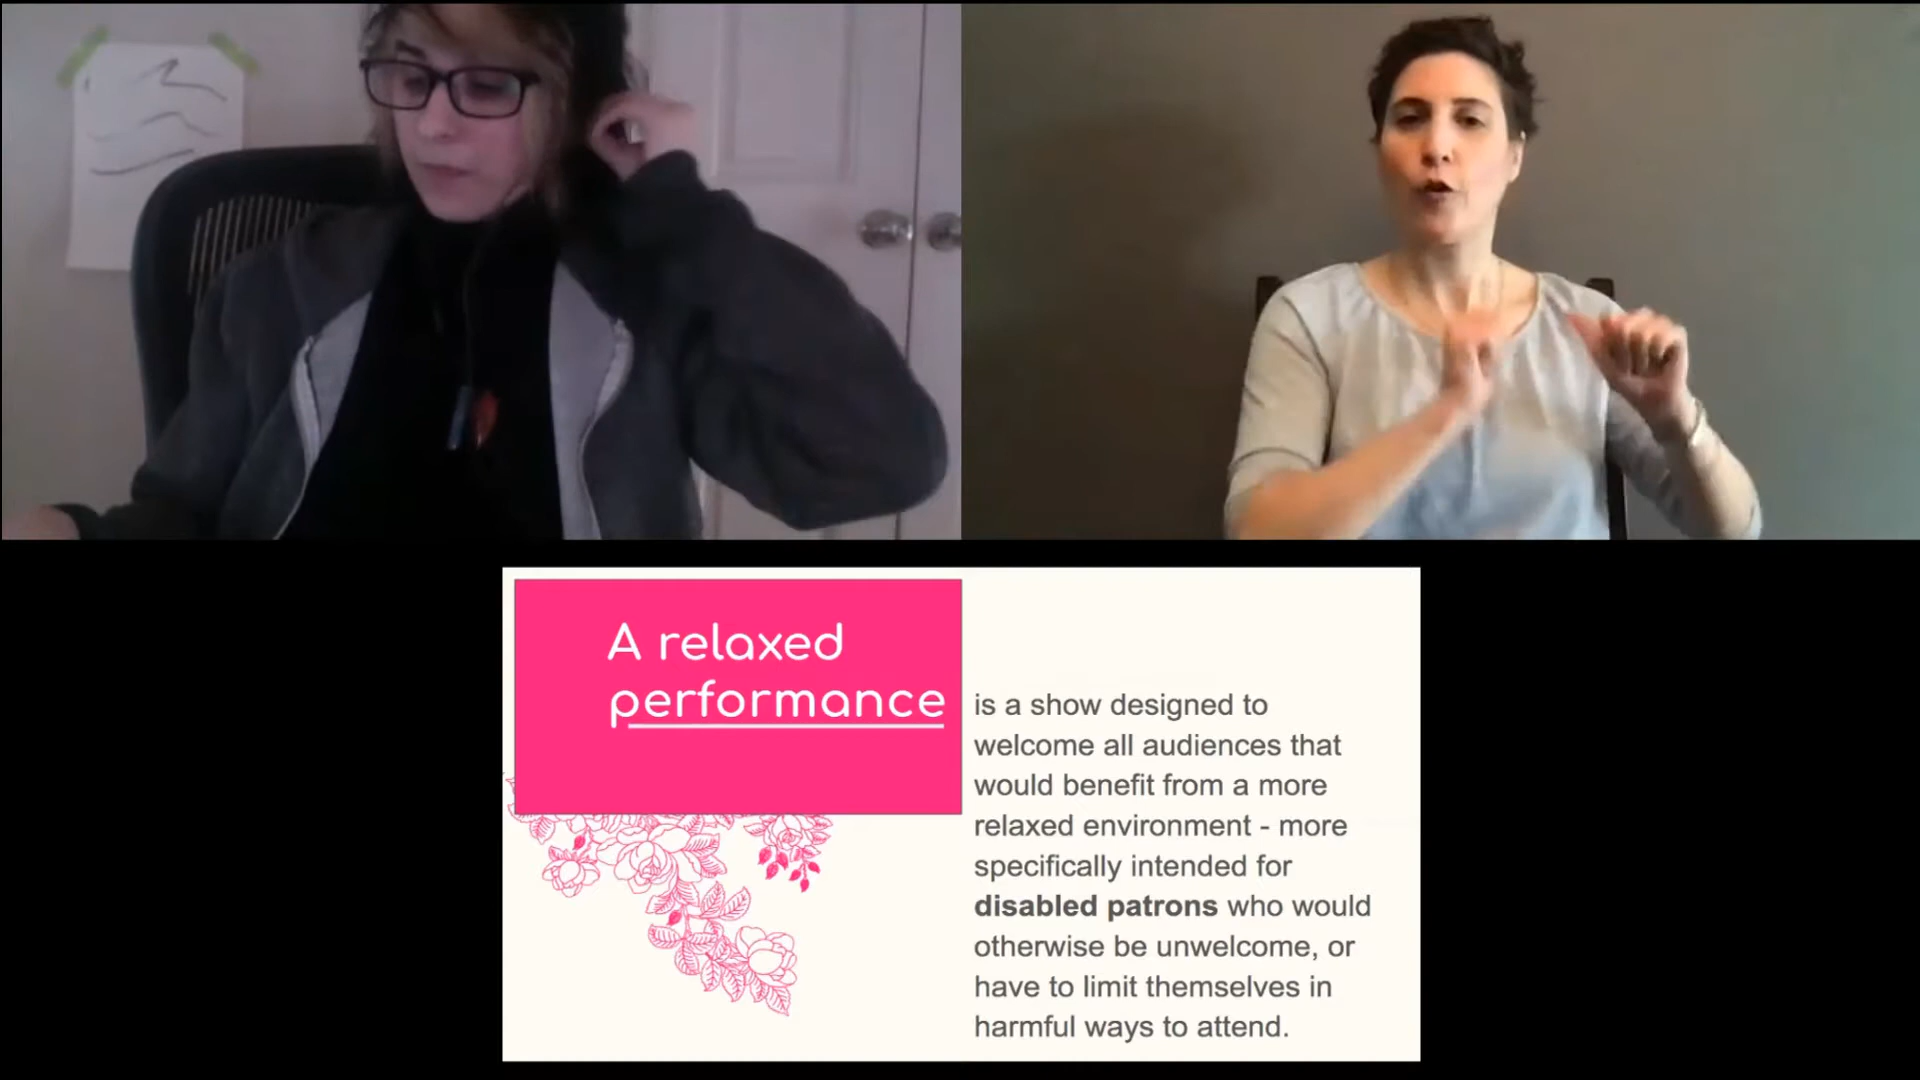 A relaxed
performance
is a show designed to
welcome all audiences that
would benefit from a more
relaxed environment - more
specifically intended for
disabled patrons who would
otherwise be unwelcome, or
have to limit themselves in
harmful ways to attend.